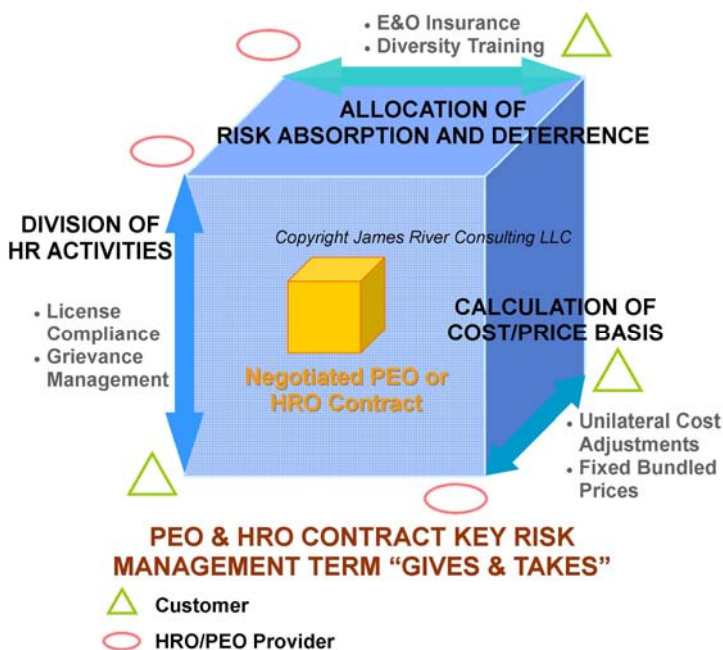 • E&O Insurance
• Diversity Training
ALLOCATION OF
RISK ABSORPTION AND DETERRENCE
DIVISION OF
HR ACTIVITIES
Copyright James River Consulting LLC
• License
Compliance
• Grievance
Management
CALCULATION OF
COST/PRICE BASIS
Negotiated PEO or
HRO Contract
• Unilateral Cost
Adjustments
• Fixed Bundled
Prices
PEO & HRO CONTRACT KEY RISK
MANAGEMENT TERM “GIVES & TAKES”
Customer
HRO/PEO Provider